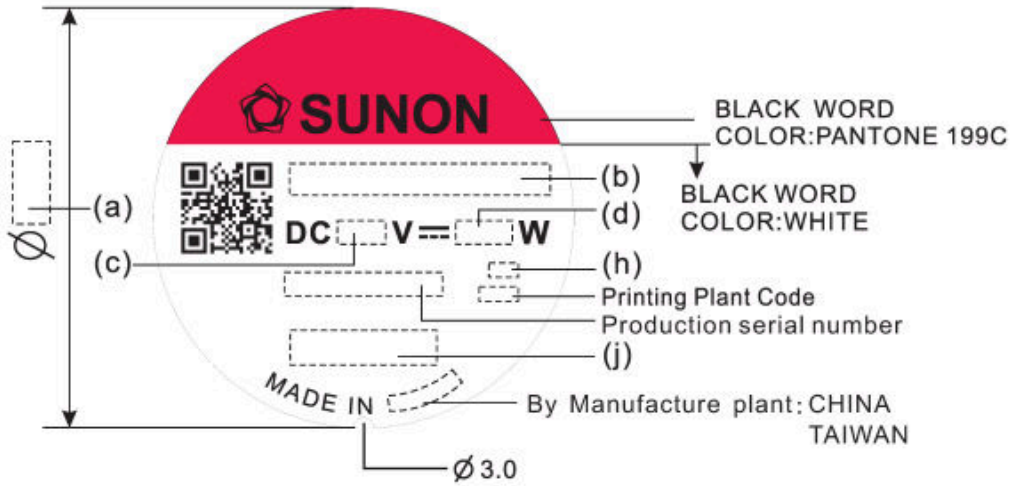 SUNON
BLACK WORD
COLOR:PANTONE 199C
BLACK WORD
COLOR:WHITE
(a)
Ø
(b)
(d)
DC V⎓ W
(c)
(h)
Printing Plant Code
Production serial number
(j)
MADE IN
By Manufacture plant: CHINA
TAIWAN
Ø 3.0